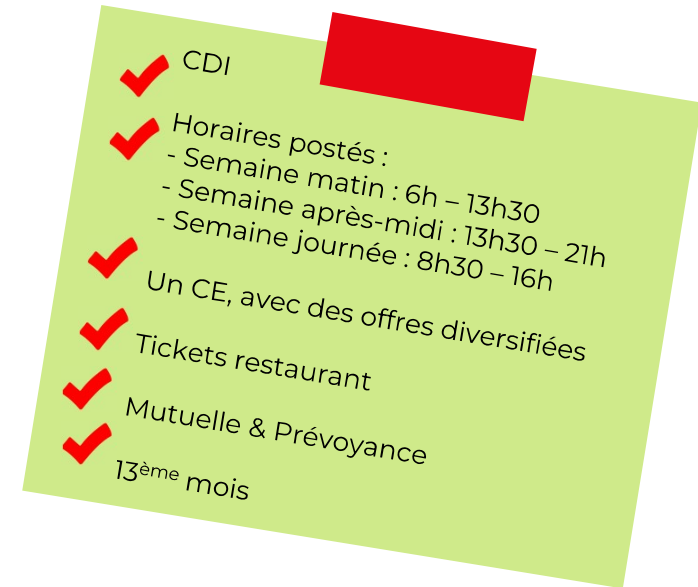 CDI
Horaires postés :
- Semaine matin : 6h – 13h30
- Semaine après-midi : 13h30 – 21h
- Semaine journée : 8h30 – 16h
Un CE, avec des offres diversifiées
Tickets restaurant
Mutuelle & Prévoyance
13ème mois